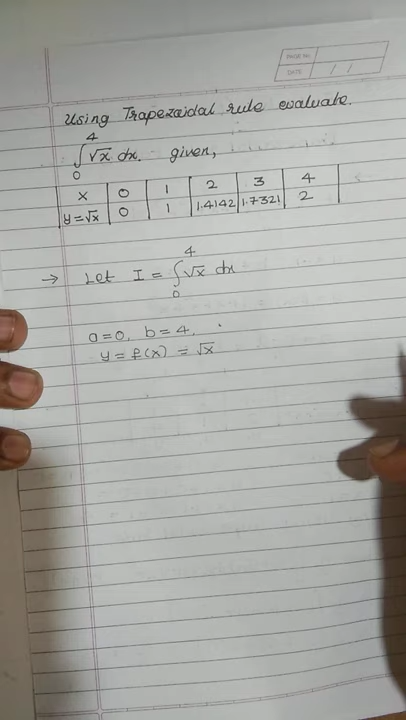 PAGE No.
DATE / /
Using Trapezoidal rule evaluate.
4
∫√x dx. given,
0
x 0 1 2 3 4
y=√x 0 1 1.4142 1.7321 2
→ Let I = ∫√x dx
4
0
a=0, b=4,
y = f(x) = √x